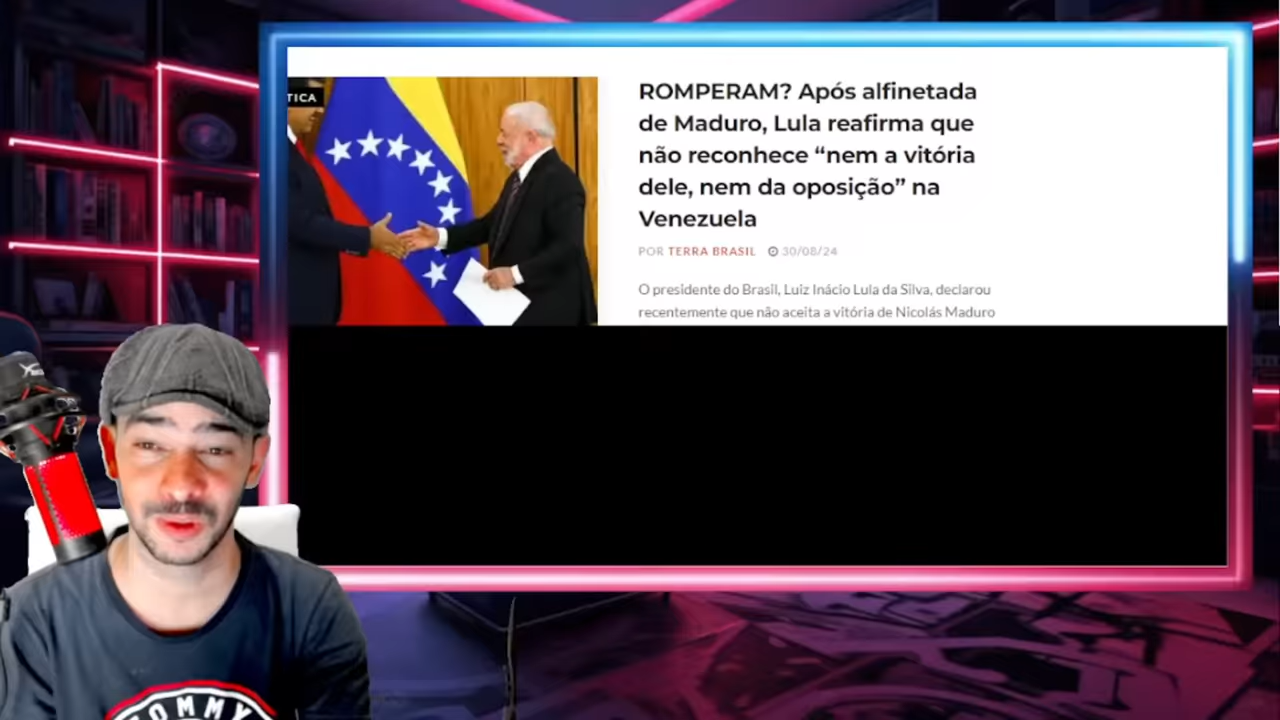 TICA
ROMPERAM? Após alfinetada
de Maduro, Lula reafirma que
não reconhece “nem a vitória
dele, nem da oposição” na
Venezuela
POR TERRA BRASIL 30/08/24
O presidente do Brasil, Luiz Inácio Lula da Silva, declarou
recentemente que não aceita a vitória de Nicolás Maduro
TOMMY